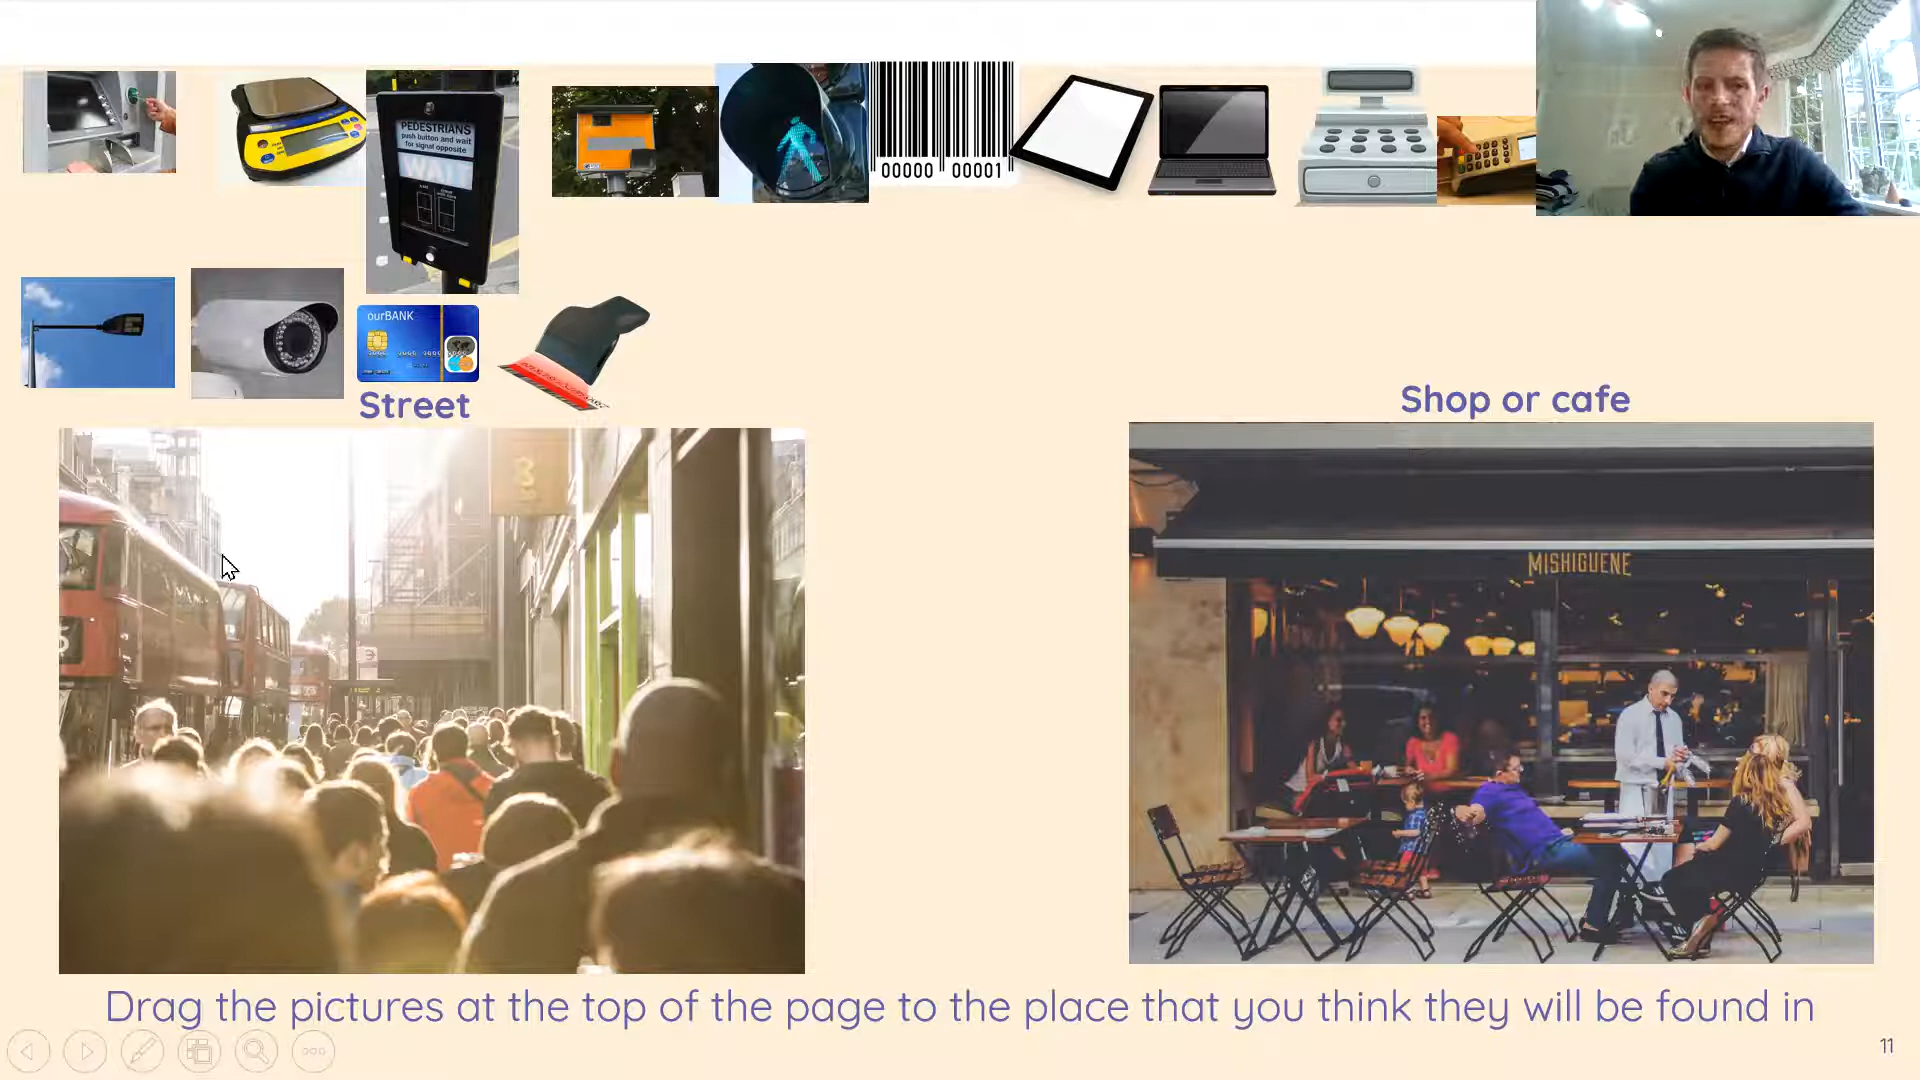 PEDESTRIANS
push button and wait
for signal opposite
WAIT
00000 00001
ourBANK
Street
Shop or cafe
MISHIGUENE
Drag the pictures at the top of the page to the place that you think they will be found in
11